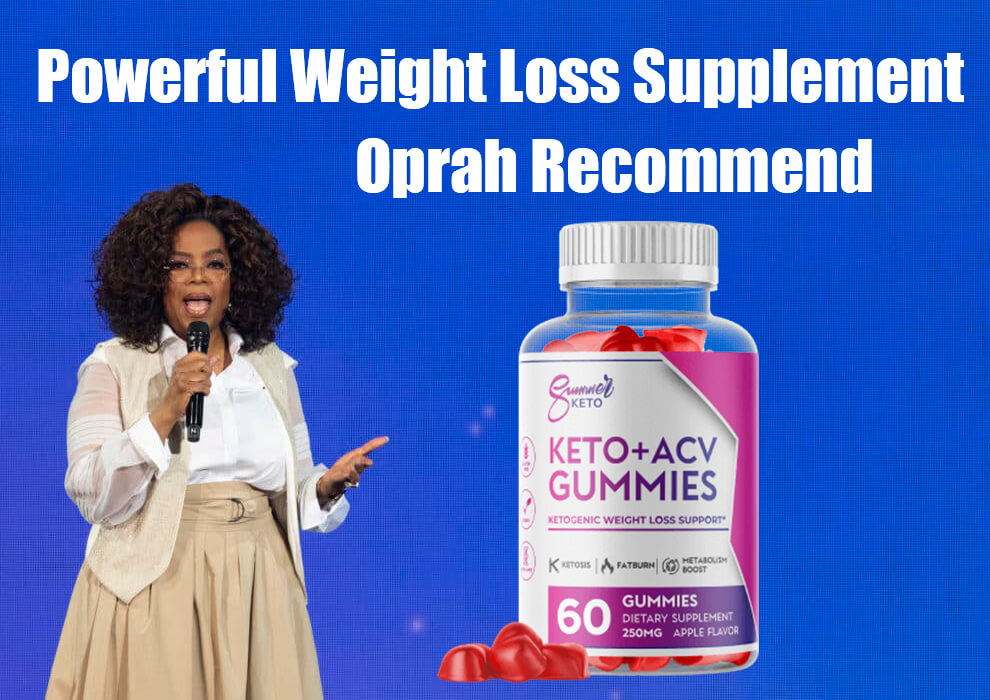 Powerful Weight Loss Supplement
Oprah Recommend
Summer
KETO
KETO+ACV
GUMMIES
KETOGENIC WEIGHT LOSS SUPPORT*
KETOSIS | FATBURN | METABOLISM BOOST
60
GUMMIES
DIETARY SUPPLEMENT
250MG APPLE FLAVOR